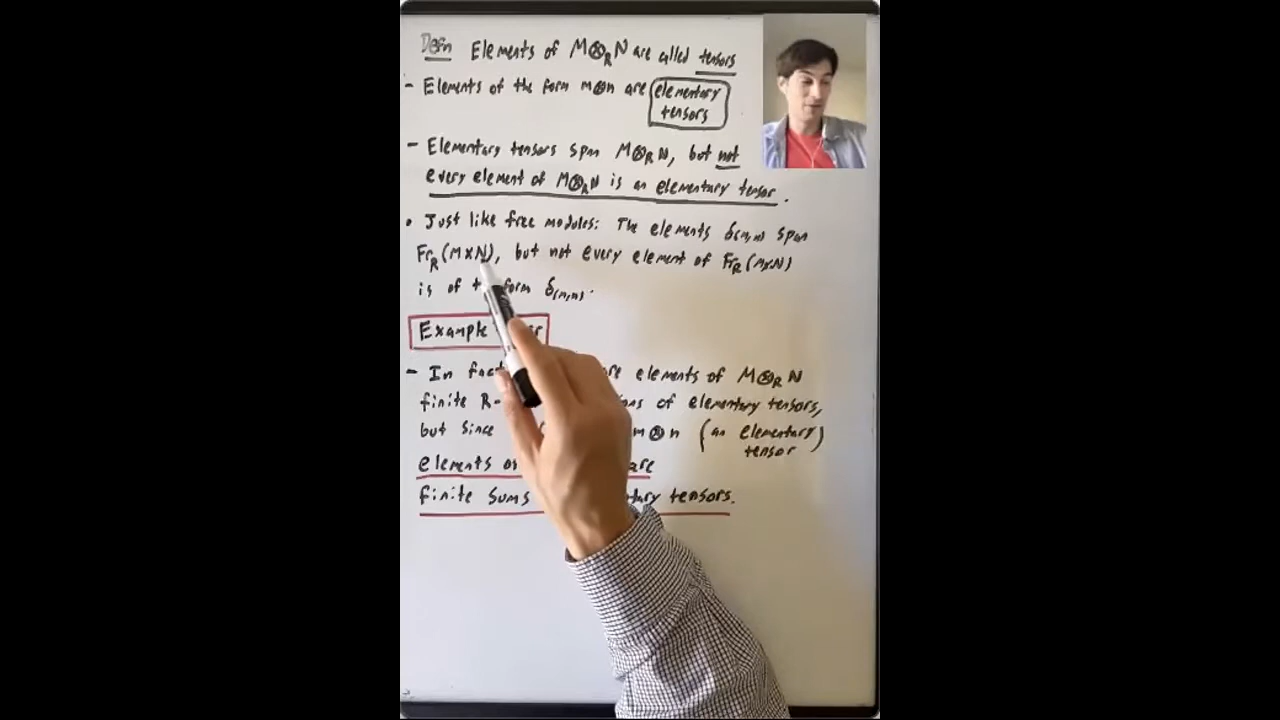 Defn Elements of M⊗_R N are called tensors
- Elements of the form m⊗n are elementary tensors
- Elementary tensors span M⊗_R N, but not
every element of M⊗_R N is an elementary tensor.
• Just like free modules: The elements δ_(m,n) span
Fr_R(M×N), but not every element of Fr_R(M×N)
is of form δ_(m,n).
Example
- In fact elements of M⊗_R N
finite R- of elementary tensors,
but since m⊗n (an elementary tensor)
elements are
finite sums tensors.